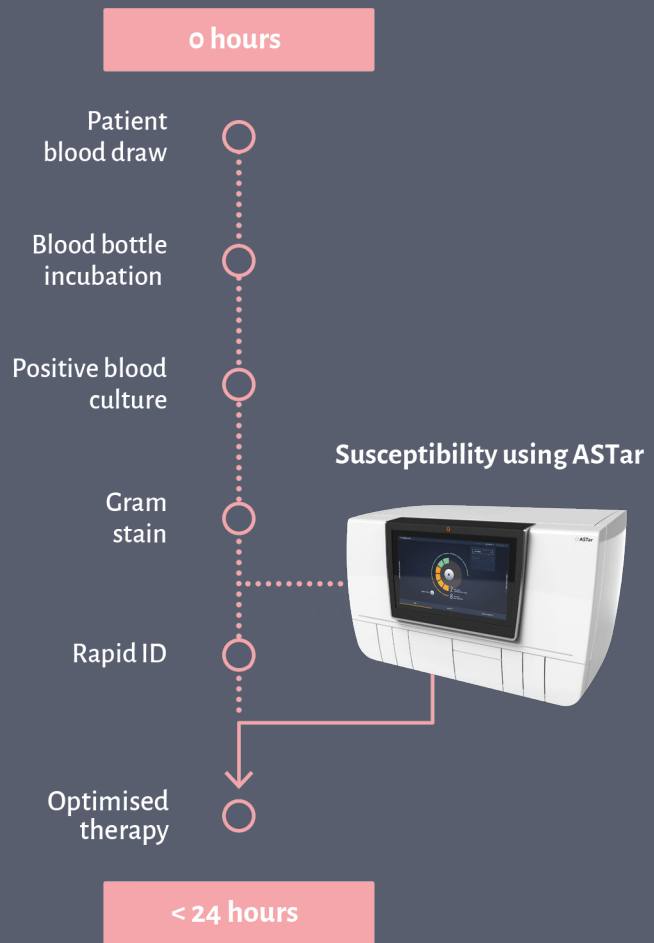 0 hours
Patient
blood draw
Blood bottle
incubation
Positive blood
culture
Susceptibility using ASTar
Gram
stain
ASTar
Rapid ID
Optimised
therapy
< 24 hours